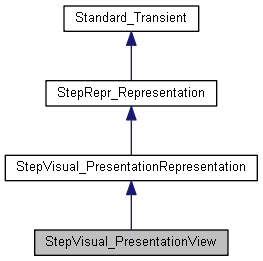 Standard_Transient
StepRepr_Representation
StepVisual_PresentationRepresentation
StepVisual_PresentationView